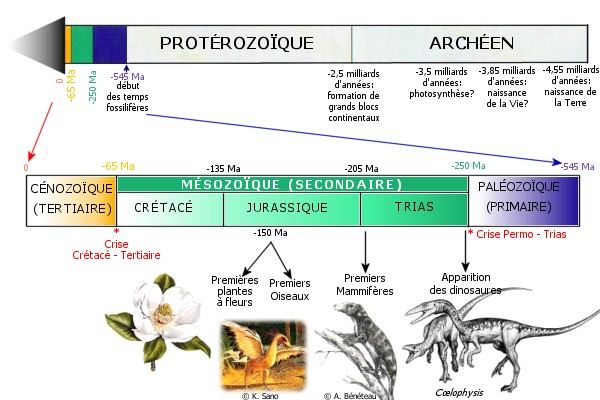 PROTÉROZOÏQUE
ARCHÉEN
0
-65 Ma
-250 Ma
-545 Ma
début
des temps
fossilifères
-2,5 milliards
d'années:
formation de
grands blocs
continentaux
-3,5 milliards
d'années:
photosynthèse?
-3,85 milliards
d'années:
naissance
de la Vie?
-4,55 milliards
d'années:
naissance de
la Terre
0
-65 Ma
-135 Ma
-205 Ma
-250 Ma
-545 Ma
CÉNOZOÏQUE
(TERTIAIRE)
MÉSOZOÏQUE (SECONDAIRE)
CRÉTACÉ
JURASSIQUE
TRIAS
PALÉOZOÏQUE
(PRIMAIRE)
* Crise
Crétacé - Tertiaire
-150 Ma
* Crise Permo - Trias
Premières
plantes
à fleurs
Premiers
Oiseaux
Premiers
Mammifères
Apparition
des dinosaures
Cœlophysis
© K. Sano
© A. Bénéteau